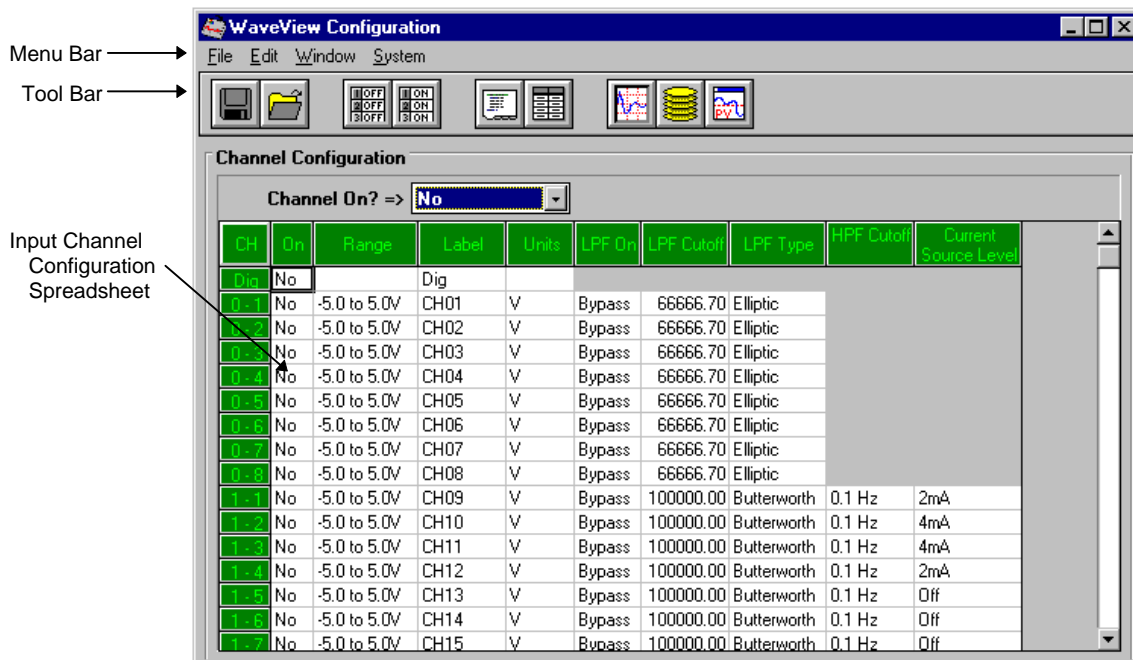 WaveView Configuration
Menu Bar
File Edit Window System
Tool Bar
1 OFF
2 OFF
3 OFF
1 ON
2 ON
3 ON
PV
Channel Configuration
Channel On? => No
Input Channel
Configuration
Spreadsheet
CH On Range Label Units LPF On LPF Cutoff LPF Type HPF Cutoff Current Source Level
Dig No Dig
0 - 1 No -5.0 to 5.0V CH01 V Bypass 66666.70 Elliptic
0 - 2 No -5.0 to 5.0V CH02 V Bypass 66666.70 Elliptic
0 - 3 No -5.0 to 5.0V CH03 V Bypass 66666.70 Elliptic
0 - 4 No -5.0 to 5.0V CH04 V Bypass 66666.70 Elliptic
0 - 5 No -5.0 to 5.0V CH05 V Bypass 66666.70 Elliptic
0 - 6 No -5.0 to 5.0V CH06 V Bypass 66666.70 Elliptic
0 - 7 No -5.0 to 5.0V CH07 V Bypass 66666.70 Elliptic
0 - 8 No -5.0 to 5.0V CH08 V Bypass 66666.70 Elliptic
1 - 1 No -5.0 to 5.0V CH09 V Bypass 100000.00 Butterworth 0.1 Hz 2mA
1 - 2 No -5.0 to 5.0V CH10 V Bypass 100000.00 Butterworth 0.1 Hz 4mA
1 - 3 No -5.0 to 5.0V CH11 V Bypass 100000.00 Butterworth 0.1 Hz 4mA
1 - 4 No -5.0 to 5.0V CH12 V Bypass 100000.00 Butterworth 0.1 Hz 2mA
1 - 5 No -5.0 to 5.0V CH13 V Bypass 100000.00 Butterworth 0.1 Hz Off
1 - 6 No -5.0 to 5.0V CH14 V Bypass 100000.00 Butterworth 0.1 Hz Off
1 - 7 No -5.0 to 5.0V CH15 V Bypass 100000.00 Butterworth 0.1 Hz Off